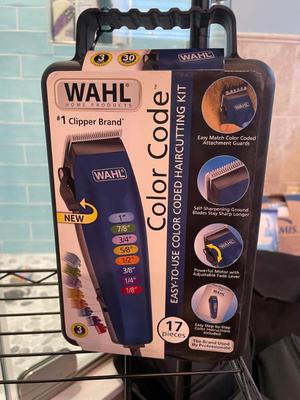 WAHL
HOME PRODUCTS
#1 Clipper Brand
3
30
WAHL
Color Code™
EASY-TO-USE COLOR CODED HAIRCUTTING KIT
WAHL
NEW
1"
7/8"
3/4"
5/8"
1/2"
3/8"
1/4"
1/8"
3
Easy Match Color Coded
Attachment Guards
Self Sharpening Ground
Blades Stay Sharp Longer
Powerful Motor with
Adjustable Fade Lever
Easy Step-by-Step
Color Instructions
Included
17
pieces
The Brand Used
By Professionals